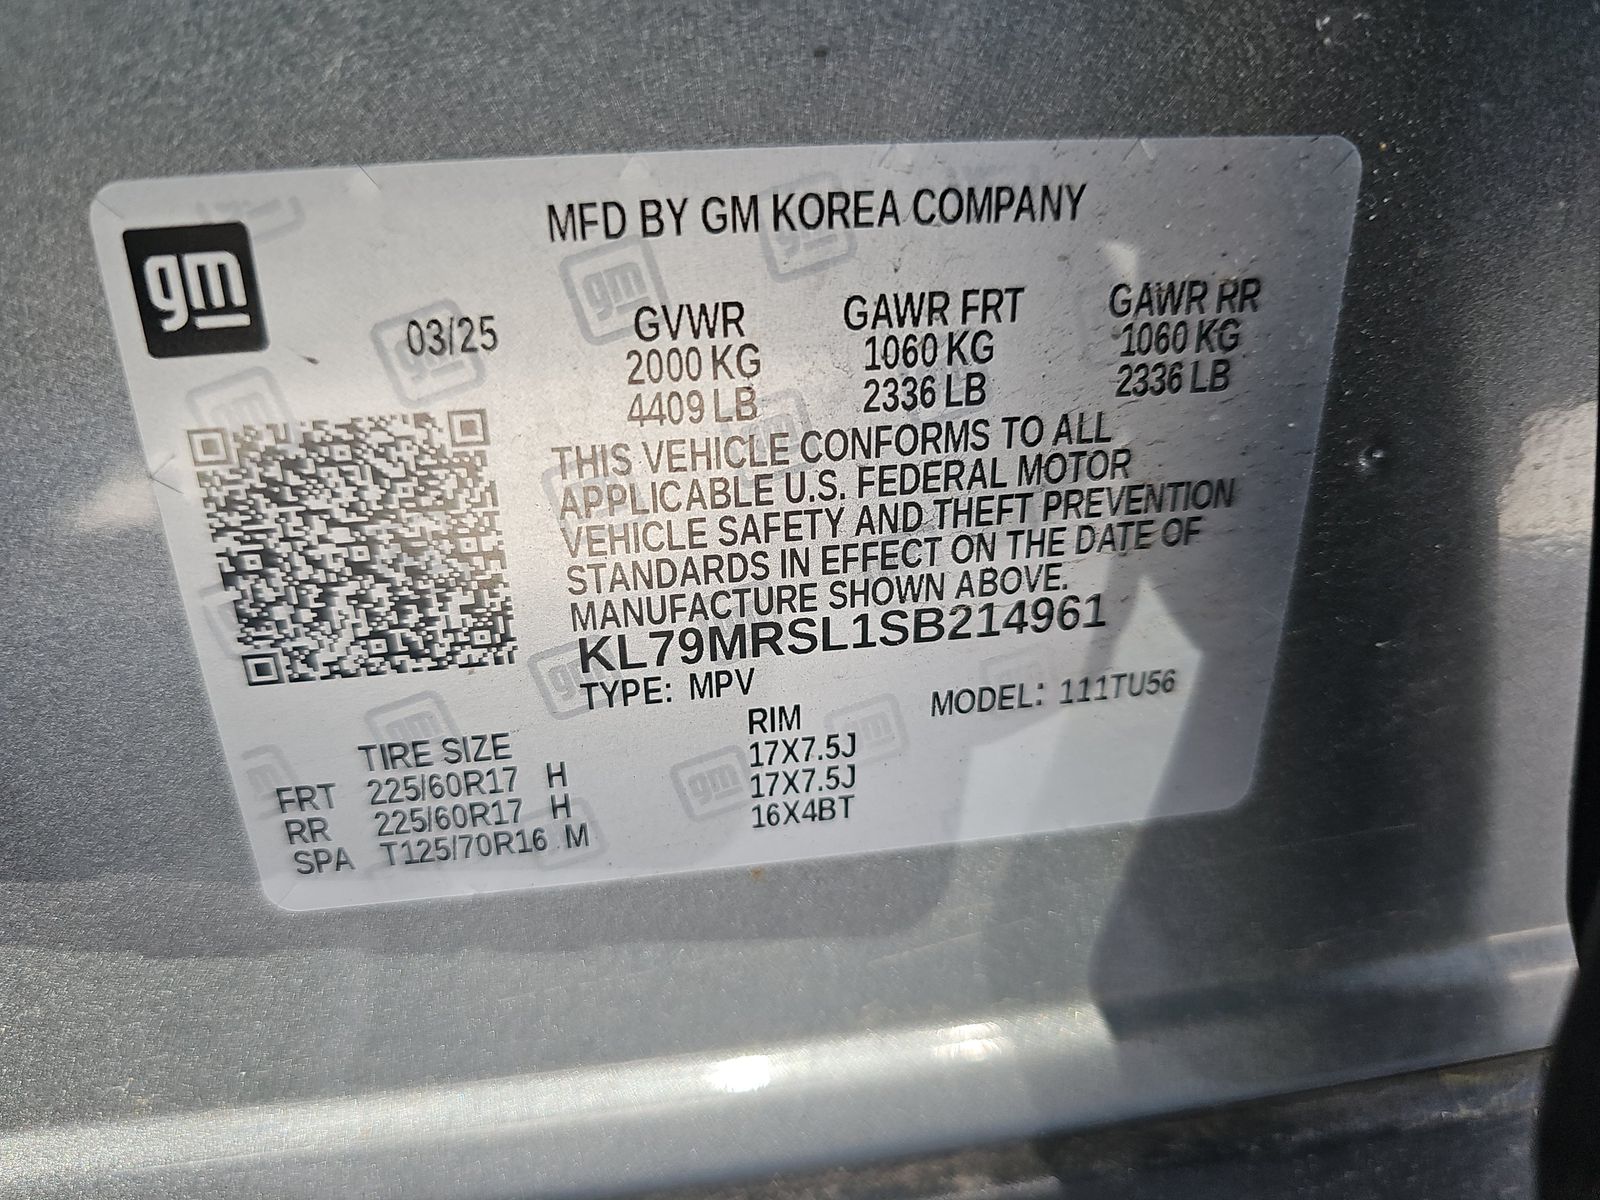 gm
MFD BY GM KOREA COMPANY
03/25
GVWR GAWR FRT GAWR RR
2000 KG 1060 KG 1060 KG
4409 LB 2336 LB 2336 LB
THIS VEHICLE CONFORMS TO ALL
APPLICABLE U.S. FEDERAL MOTOR
VEHICLE SAFETY AND THEFT PREVENTION
STANDARDS IN EFFECT ON THE DATE OF
MANUFACTURE SHOWN ABOVE.
KL79MRSL1SB214961
TYPE: MPV MODEL: 111TU56
TIRE SIZE RIM
FRT 225/60R17 H 17X7.5J
RR 225/60R17 H 17X7.5J
SPA T125/70R16 M 16X4BT